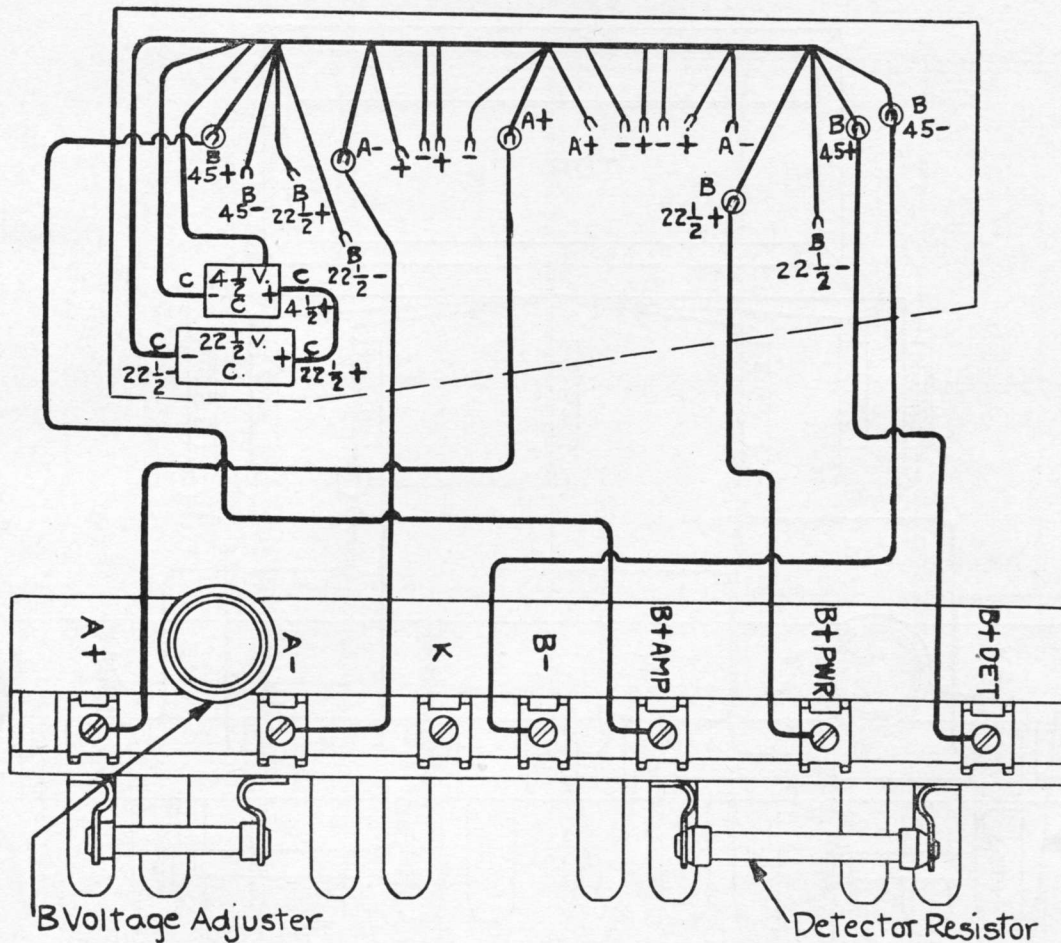 B
45+
B
45-
B
22½+
B
22½-
A-
+
-
+
-
A+
A+
-
+
-
+
A-
B
22½+
B
22½-
B
45+
B
45-
C
4½ V.
- +
C
C
4½+
C
22½-
22½ V.
- +
C.
C
22½+
A+
A-
K
B-
B+AMP
B+PWR
B+DET
B Voltage Adjuster
Detector Resistor